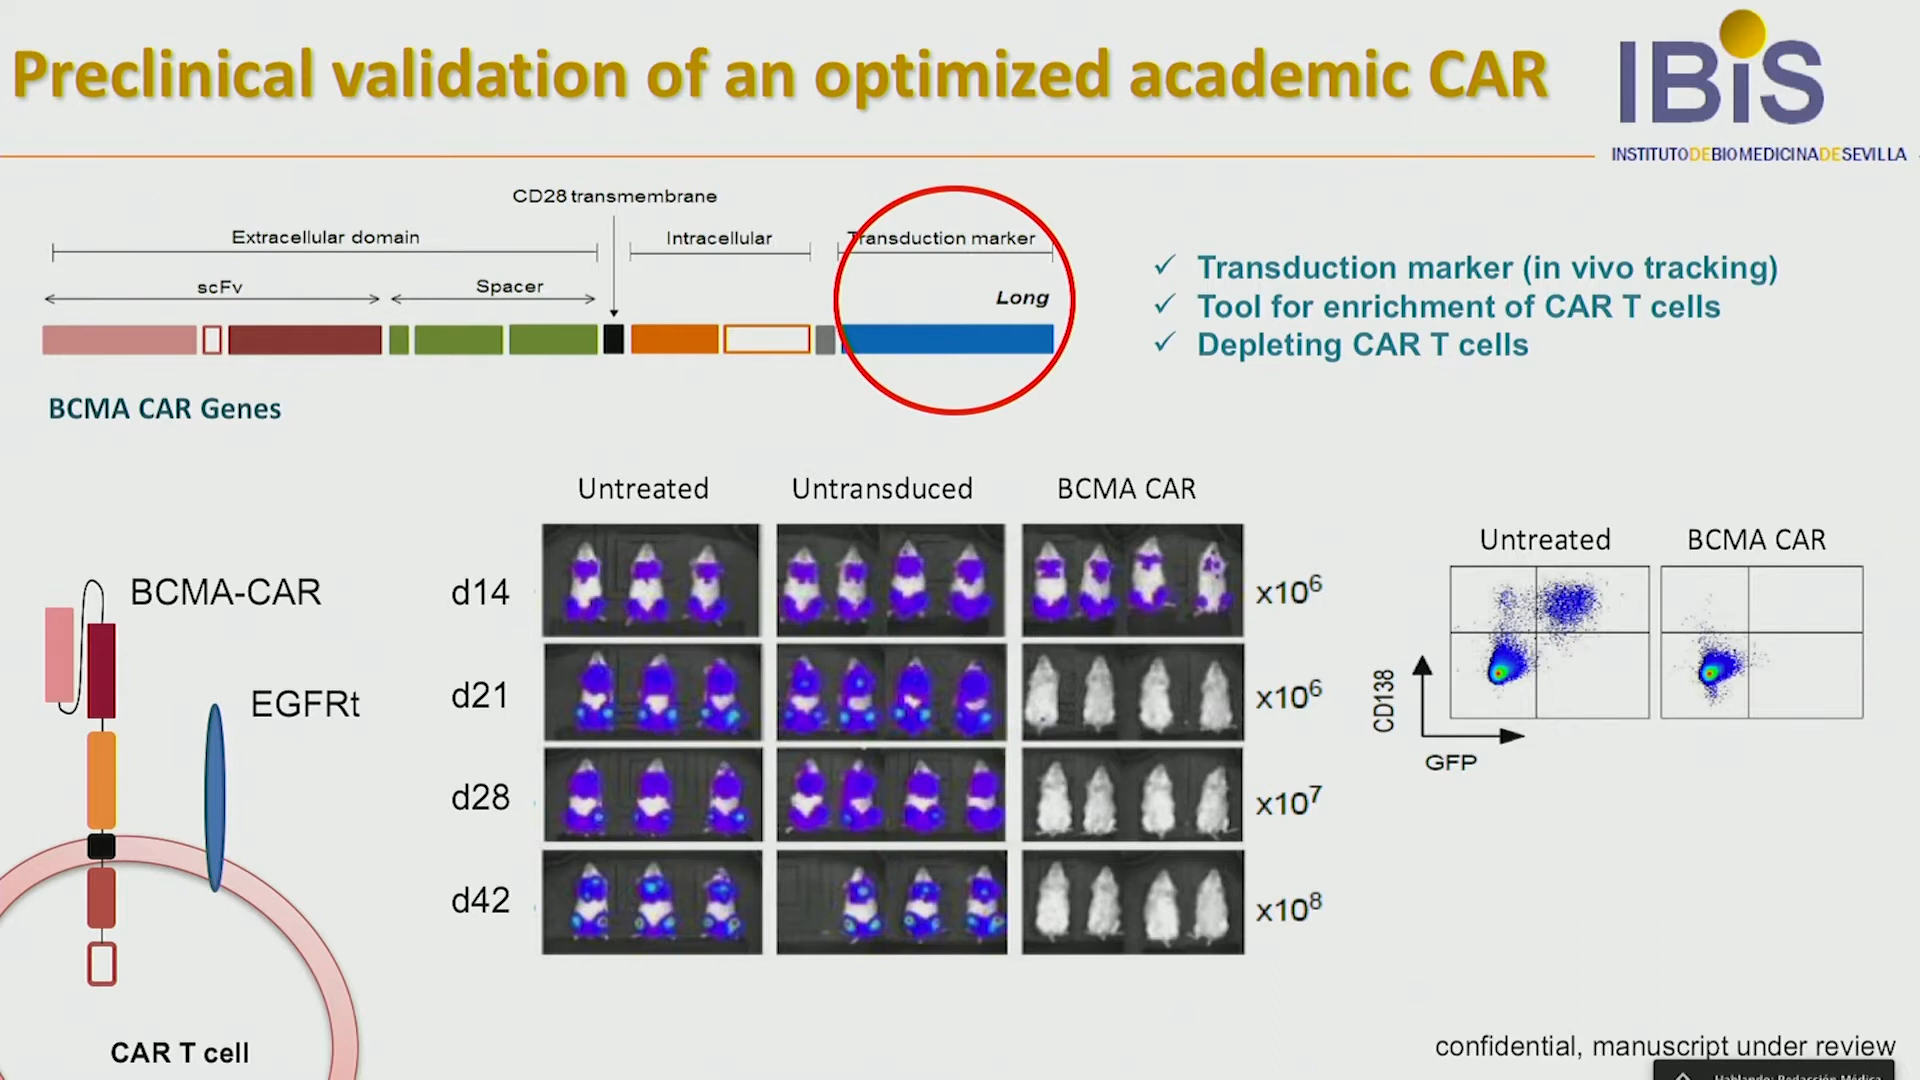 Preclinical validation of an optimized academic CAR
IBiS
INSTITUTODEBIOMEDICINADESEVILLA
CD28 transmembrane
Extracellular domain
Intracellular
Transduction marker
scFv
Spacer
Long
BCMA CAR Genes
✓ Transduction marker (in vivo tracking)
✓ Tool for enrichment of CAR T cells
✓ Depleting CAR T cells
Untreated
Untransduced
BCMA CAR
d14
x10⁶
d21
x10⁶
d28
x10⁷
d42
x10⁸
Untreated
BCMA CAR
CD138
GFP
BCMA-CAR
EGFRt
CAR T cell
confidential, manuscript under review
Hablando: Redacción Médica